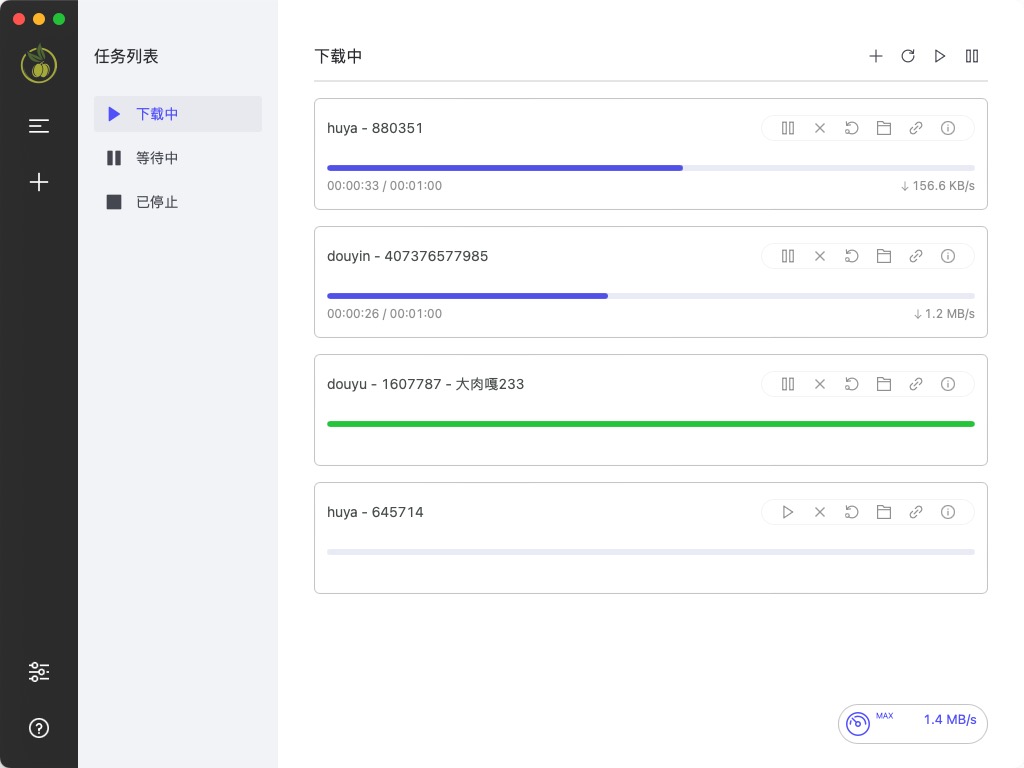 任务列表
下载中
等待中
已停止
下载中
huya - 880351
00:00:33 / 00:01:00
↓ 156.6 KB/s
douyin - 407376577985
00:00:26 / 00:01:00
↓ 1.2 MB/s
douyu - 1607787 - 大肉嘎233
huya - 645714
MAX 1.4 MB/s